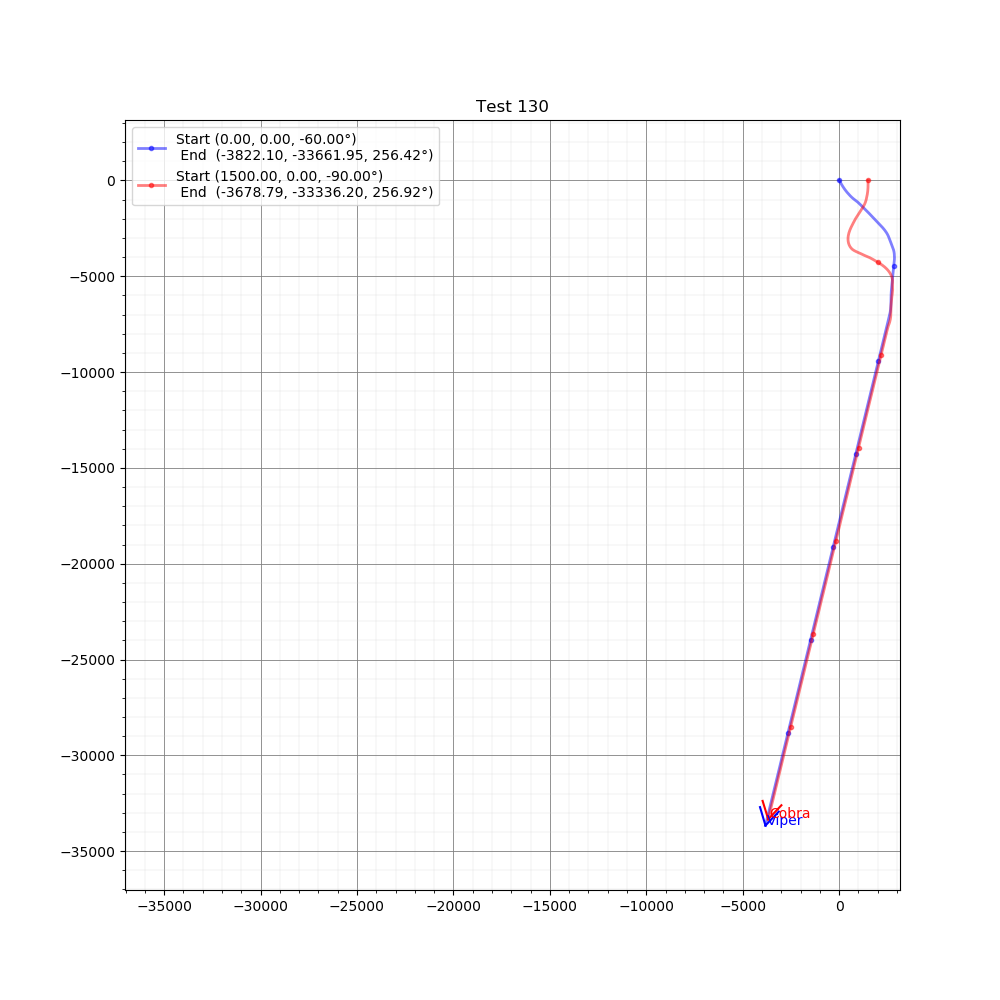 Test 130
Start (0.00, 0.00, -60.00°)
End (-3822.10, -33661.95, 256.42°)
Start (1500.00, 0.00, -90.00°)
End (-3678.79, -33336.20, 256.92°)
0
−5000
−10000
−15000
−20000
−25000
−30000
−35000
Cobra
Viper
−35000 −30000 −25000 −20000 −15000 −10000 −5000 0